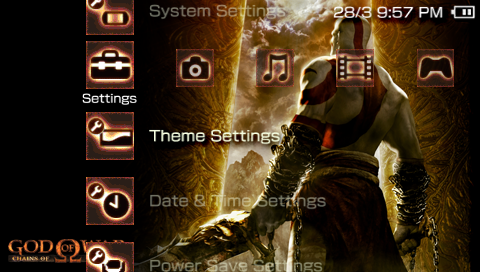 System Settings
28/3 9:57 PM
Settings
Theme Settings
Date & Time Settings
GOD OF WAR
CHAINS OF...
Power Save Settings